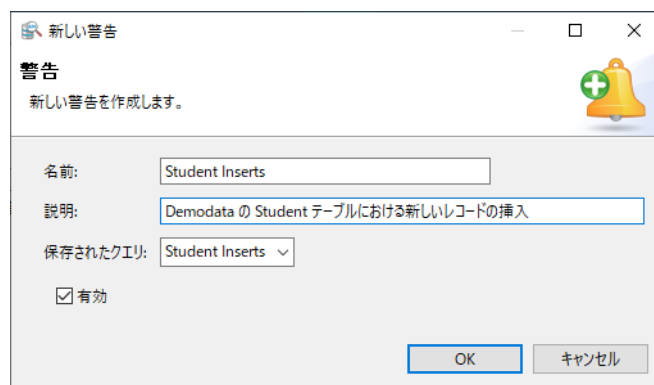 新しい警告
警告
新しい警告を作成します。
名前: Student Inserts
説明: Demodata の Student テーブルにおける新しいレコードの挿入
保存されたクエリ: Student Inserts
有効
OK キャンセル